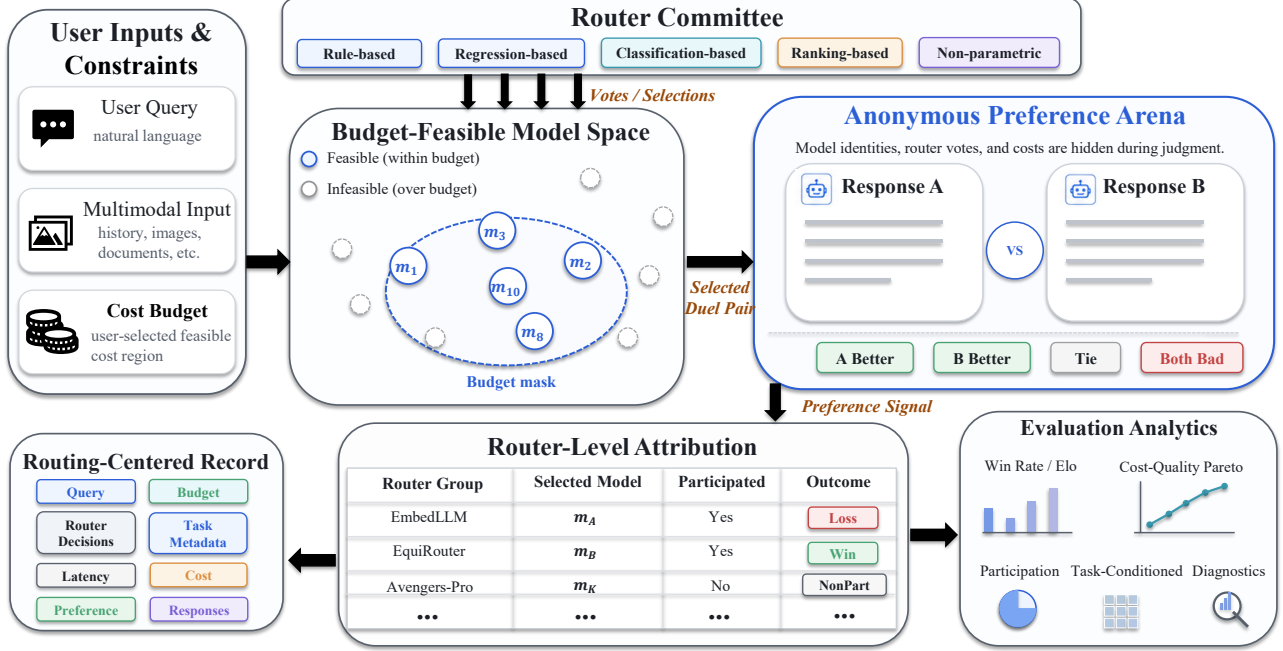 User Inputs &
Constraints
User Query
natural language
Multimodal Input
history, images,
documents, etc.
Cost Budget
user-selected feasible
cost region
Router Committee
Rule-based
Regression-based
Classification-based
Ranking-based
Non-parametric
Votes / Selections
Budget-Feasible Model Space
Feasible (within budget)
Infeasible (over budget)
m₃
m₁
m₂
m₁₀
m₈
Budget mask
Selected
Duel Pair
Anonymous Preference Arena
Model identities, router votes, and costs are hidden during judgment.
Response A
VS
Response B
A Better
B Better
Tie
Both Bad
Preference Signal
Routing-Centered Record
Query
Budget
Router
Decisions
Task
Metadata
Latency
Cost
Preference
Responses
Router-Level Attribution
Router Group Selected Model Participated Outcome
EmbedLLM m_A Yes Loss
EquiRouter m_B Yes Win
Avengers-Pro m_K No NonPart
••• ••• ••• •••
Evaluation Analytics
Win Rate / Elo
Cost-Quality Pareto
Participation
Task-Conditioned
Diagnostics